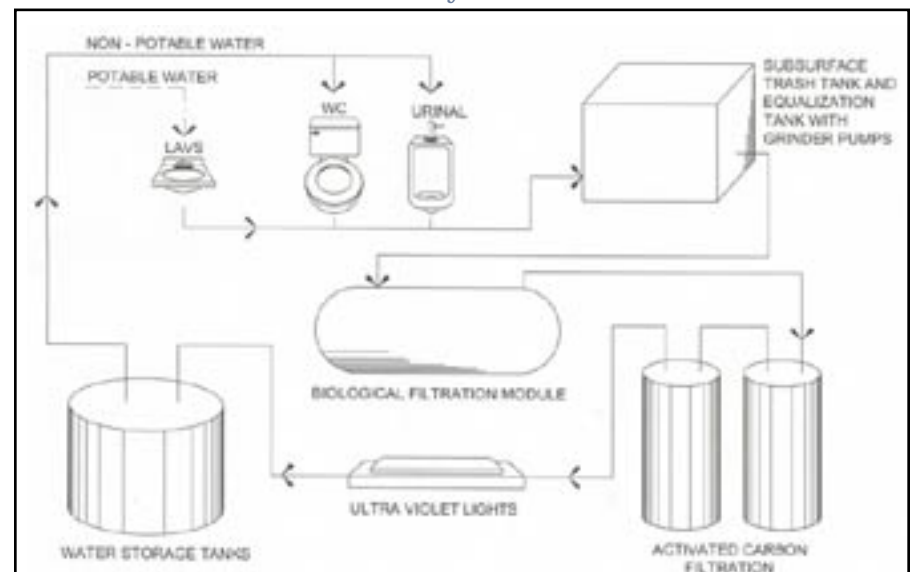 NON - POTABLE WATER
POTABLE WATER
LAVS
WC
URINAL
SUBSURFACE
TRASH TANK AND
EQUALIZATION
TANK WITH
GRINDER PUMPS
BIOLOGICAL FILTRATION MODULE
ULTRA VIOLET LIGHTS
WATER STORAGE TANKS
ACTIVATED CARBON
FILTRATION